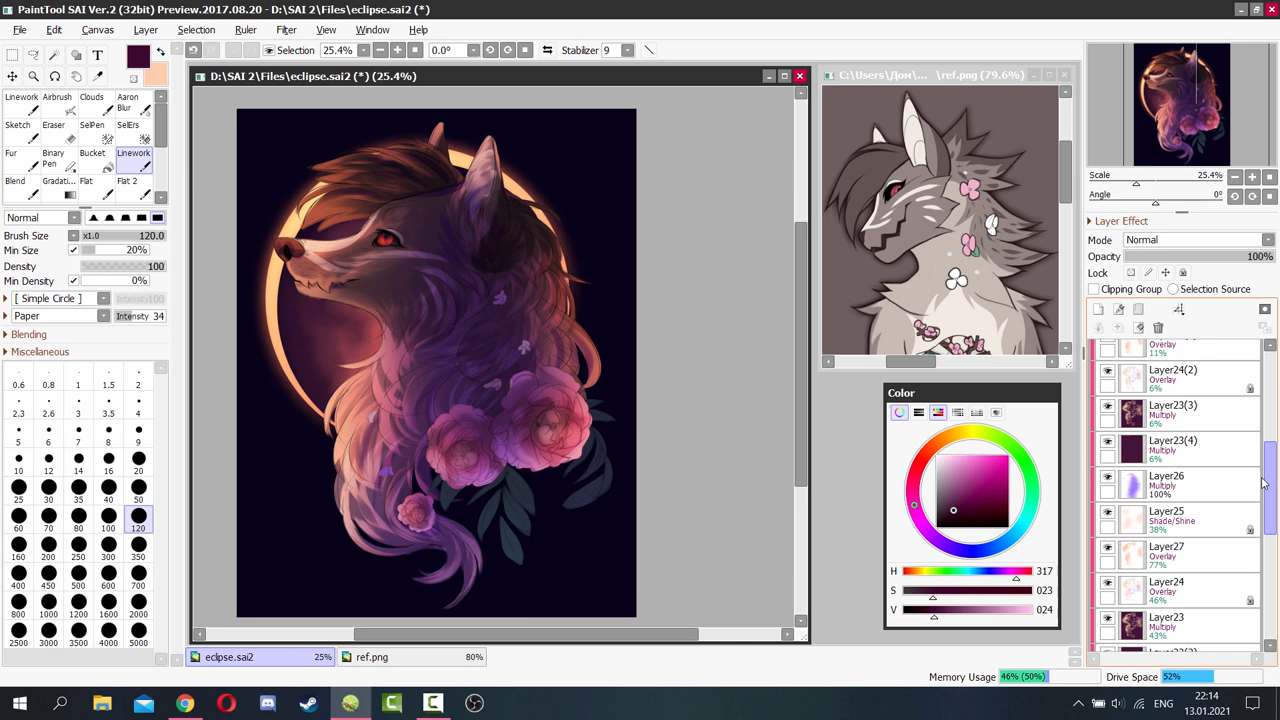 PaintTool SAI Ver.2 (32bit) Preview.2017.08.20 - D:\SAI 2\Files\eclipse.sai2 (*)
File Edit Canvas Layer Selection Ruler Filter View Window Help
Selection 25.4% 0.0° Stabilizer 9
D:\SAI 2\Files\eclipse.sai2 (*) (25.4%)
C:\Users\Дом\... \ref.png (79.6%)
Linework Airbrush Clouds Aaron Blur
Sketch Eraser SelPen SelErs
Fur Binary Pen Bucket Linework
Blend Gradati... Flat Flat 2
Normal
Brush Size x1.0 120.0
Min Size 20%
Density 100
Min Density 0%
[ Simple Circle ] Intensity 100
Paper Intensity 34
Blending
Miscellaneous
0.6 0.8 1 1.5 2
2.3 2.6 3 3.5 4
5 6 7 8 9
10 12 14 16 20
25 30 35 40 50
60 70 80 100 120
160 200 250 300 350
400 450 500 600 700
800 1000 1200 1400 1600
2000 2500 3000 3500
2500 3000 3500 4000 5000
Scale 25.4%
Angle 0°
Layer Effect
Mode Normal
Opacity 100%
Lock
Clipping Group Selection Source
Overlay
11%
Layer24(2)
Overlay
6%
Layer23(3)
Multiply
6%
Layer23(4)
Multiply
6%
Layer26
Multiply
100%
Layer25
Shade/Shine
38%
Layer27
Overlay
77%
Layer24
Overlay
46%
Layer23
Multiply
43%
Color
H 317
S 023
V 024
eclipse.sai2 25% ref.png 80%
Memory Usage 46% (50%) Drive Space 52%
ENG
22:14
13.01.2021